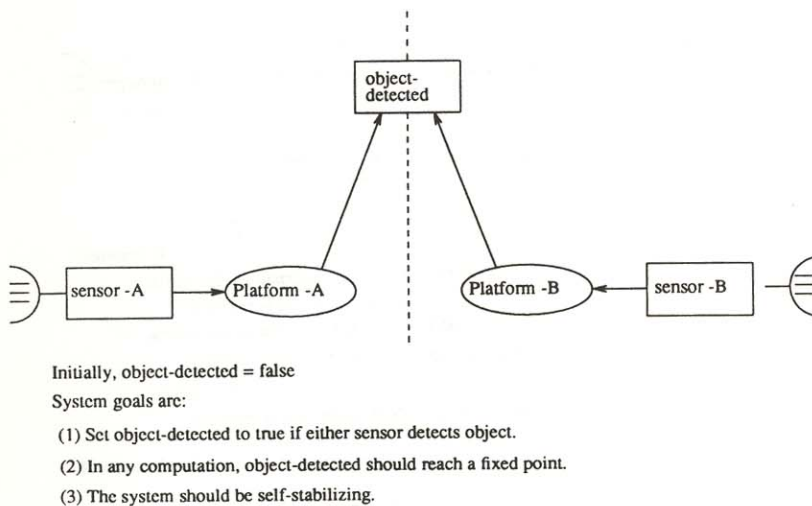 object-
detected
sensor -A
Platform -A
Platform -B
sensor -B
Initially, object-detected = false
System goals are:
(1) Set object-detected to true if either sensor detects object.
(2) In any computation, object-detected should reach a fixed point.
(3) The system should be self-stabilizing.